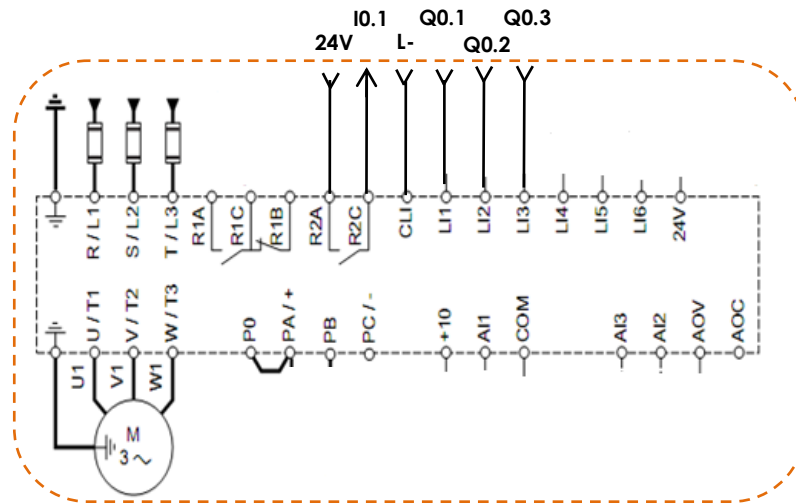 I0.1 Q0.1 Q0.3
24V L- Q0.2
R / L1
S / L2
T / L3
R1A
R1C
R1B
R2A
R2C
CLI
LI1
LI2
LI3
LI4
LI5
LI6
24V
U / T1
V / T2
W / T3
P0
PA / +
PB
PC / -
+10
AI1
COM
AI3
AI2
AOV
AOC
U1
V1
W1
M
3 ~